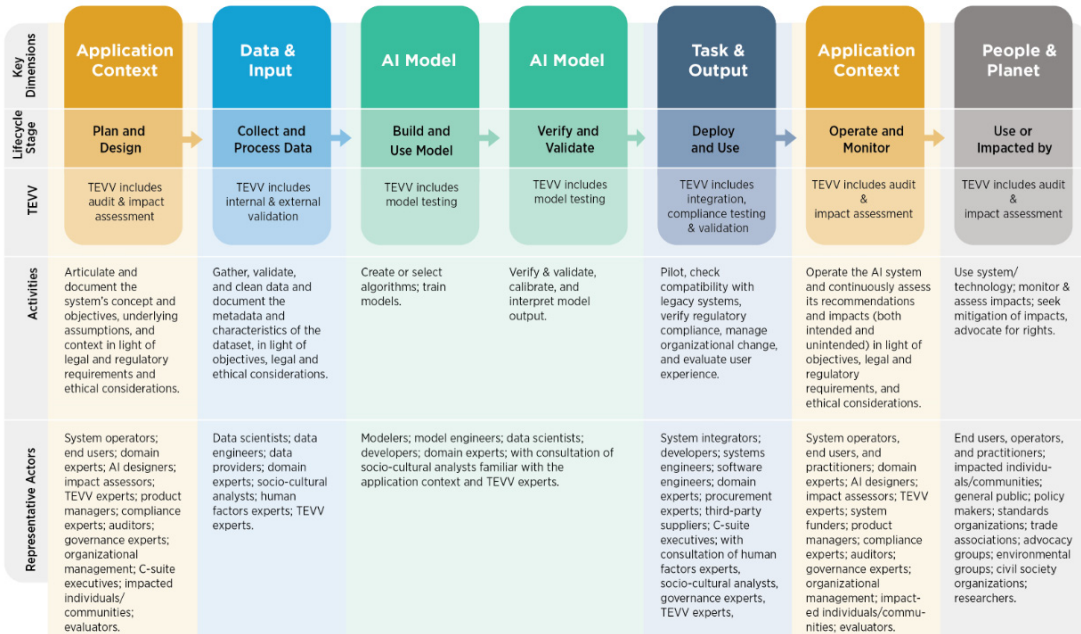 Key
Dimensions
Application
Context
Data &
Input
AI Model
AI Model
Task &
Output
Application
Context
People &
Planet
Lifecycle
Stage
Plan and
Design
Collect and
Process Data
Build and
Use Model
Verify and
Validate
Deploy
and Use
Operate and
Monitor
Use or
Impacted by
TEVV
TEVV includes
audit & impact
assessment
TEVV includes
internal & external
validation
TEVV includes
model testing
TEVV includes
model testing
TEVV includes
integration,
compliance testing
& validation
TEVV includes audit
&
impact assessment
TEVV includes audit
&
impact assessment
Activities
Articulate and
document the
system's concept and
objectives, underlying
assumptions, and
context in light of
legal and regulatory
requirements and
ethical considerations.
Gather, validate,
and clean data and
document the
metadata and
characteristics of the
dataset, in light of
objectives, legal and
ethical considerations.
Create or select
algorithms; train
models.
Verify & validate,
calibrate, and
interpret model
output.
Pilot, check
compatibility with
legacy systems,
verify regulatory
compliance, manage
organizational change,
and evaluate user
experience.
Operate the AI system
and continuously assess
its recommendations
and impacts (both
intended and
unintended) in light of
objectives, legal and
regulatory
requirements, and
ethical considerations.
Use system/
technology; monitor &
assess impacts; seek
mitigation of impacts,
advocate for rights.
Representative Actors
System operators;
end users; domain
experts; AI designers;
impact assessors;
TEVV experts; product
managers; compliance
experts; auditors;
governance experts;
organizational
management; C-suite
executives; impacted
individuals/
communities;
evaluators.
Data scientists; data
engineers; data
providers; domain
experts; socio-cultural
analysts; human
factors experts; TEVV
experts.
Modelers; model engineers; data scientists;
developers; domain experts; with consultation of
socio-cultural analysts familiar with the
application context and TEVV experts.
System integrators;
developers; systems
engineers; software
engineers; domain
experts; procurement
experts; third-party
suppliers; C-suite
executives; with
consultation of human
factors experts,
socio-cultural analysts,
governance experts,
TEVV experts,
System operators,
end users, and
practitioners; domain
experts; AI designers;
impact assessors; TEVV
experts; system
funders; product
managers; compliance
experts; auditors;
governance experts;
organizational
management; impact-
ed individuals/commu-
nities; evaluators.
End users, operators,
and practitioners;
impacted individu-
als/communities;
general public; policy
makers; standards
organizations; trade
associations; advocacy
groups; environmental
groups; civil society
organizations;
researchers.